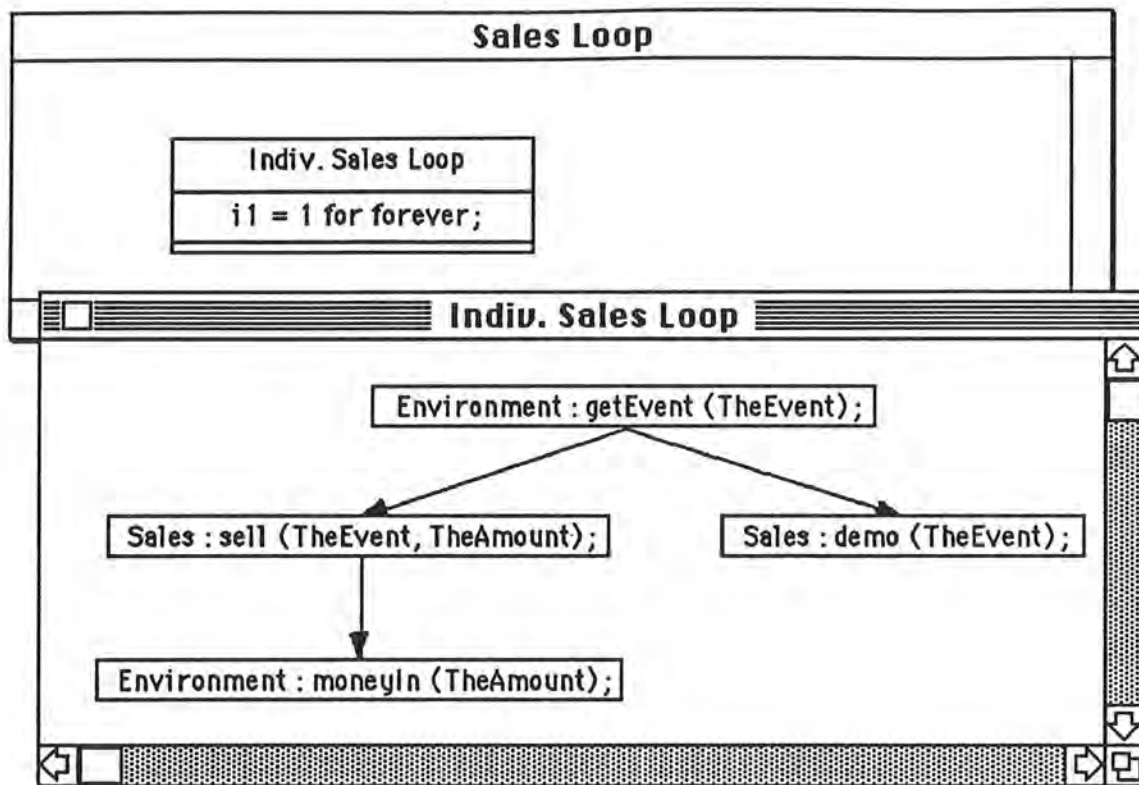 Sales Loop
Indiv. Sales Loop
i1 = 1 for forever;
Indiv. Sales Loop
Environment : getEvent (TheEvent);
Sales : sell (TheEvent, TheAmount);
Sales : demo (TheEvent);
Environment : moneyIn (TheAmount);